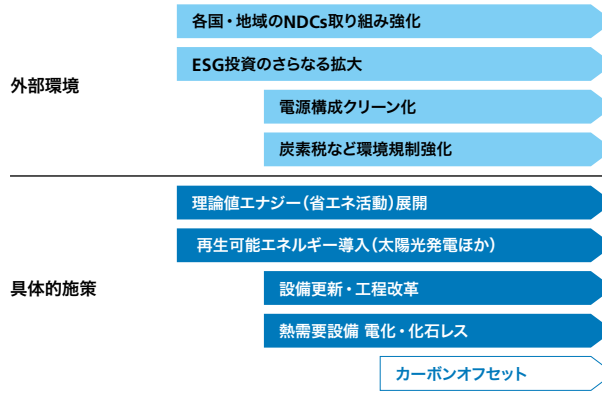 各国・地域のNDCs取り組み強化
ESG投資のさらなる拡大
外部環境
電源構成クリーン化
炭素税など環境規制強化
理論値エナジー(省エネ活動)展開
再生可能エネルギー導入(太陽光発電ほか)
具体的施策
設備更新・工程改革
熱需要設備 電化・化石レス
カーボンオフセット